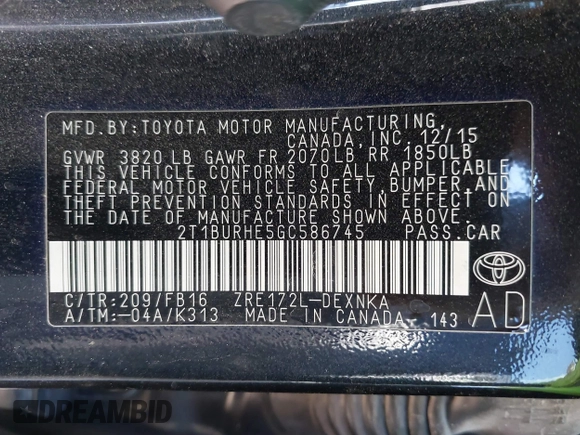 MFD.BY:TOYOTA MOTOR MANUFACTURING,
CANADA,INC. 12/15
GVWR 3820 LB GAWR FR 2070LB RR 1850LB
THIS VEHICLE CONFORMS TO ALL APPLICABLE
FEDERAL MOTOR VEHICLE SAFETY,BUMPER,AND
THEFT PREVENTION STANDARDS IN EFFECT ON
THE DATE OF MANUFACTURE SHOWN ABOVE.
2T1BURHE5GC586745 PASS.CAR
C/TR:209/FB16 ZRE172L-DEXNKA
A/TM:-04A/K313 MADE IN CANADA 143
AD
DREAMBID